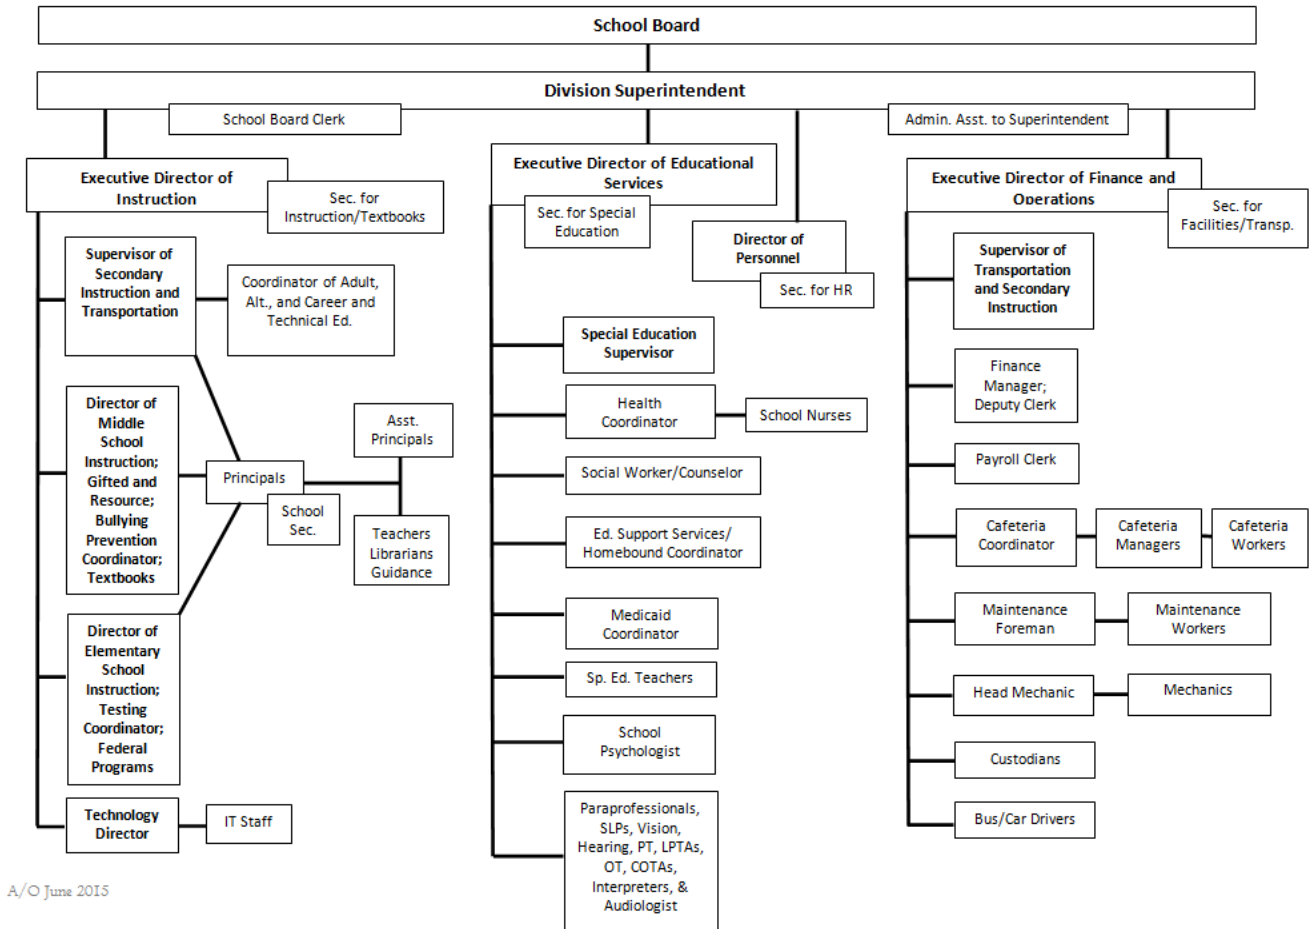 School Board
Division Superintendent
School Board Clerk
Admin. Asst. to Superintendent
Executive Director of
Instruction
Sec. for
Instruction/Textbooks
Supervisor of
Secondary
Instruction and
Transportation
Coordinator of Adult,
Alt., and Career and
Technical Ed.
Director of
Middle
School
Instruction;
Gifted and
Resource;
Bullying
Prevention
Coordinator;
Textbooks
Principals
School
Sec.
Asst.
Principals
Teachers
Librarians
Guidance
Director of
Elementary
School
Instruction;
Testing
Coordinator;
Federal
Programs
Technology
Director
IT Staff
Executive Director of Educational
Services
Sec. for Special
Education
Director of
Personnel
Sec. for HR
Special Education
Supervisor
Health
Coordinator
School Nurses
Social Worker/Counselor
Ed. Support Services/
Homebound Coordinator
Medicaid
Coordinator
Sp. Ed. Teachers
School
Psychologist
Paraprofessionals,
SLPs, Vision,
Hearing, PT, LPTAs,
OT, COTAs,
Interpreters, &
Audiologist
Executive Director of Finance and
Operations
Sec. for
Facilities/Transp.
Supervisor of
Transportation
and Secondary
Instruction
Finance
Manager;
Deputy Clerk
Payroll Clerk
Cafeteria
Coordinator
Cafeteria
Managers
Cafeteria
Workers
Maintenance
Foreman
Maintenance
Workers
Head Mechanic
Mechanics
Custodians
Bus/Car Drivers
A/O June 2015